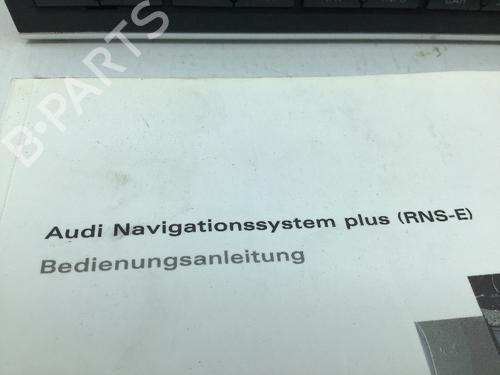 B-PARTS
Audi Navigationssystem plus (RNS-E)
Bedienungsanleitung